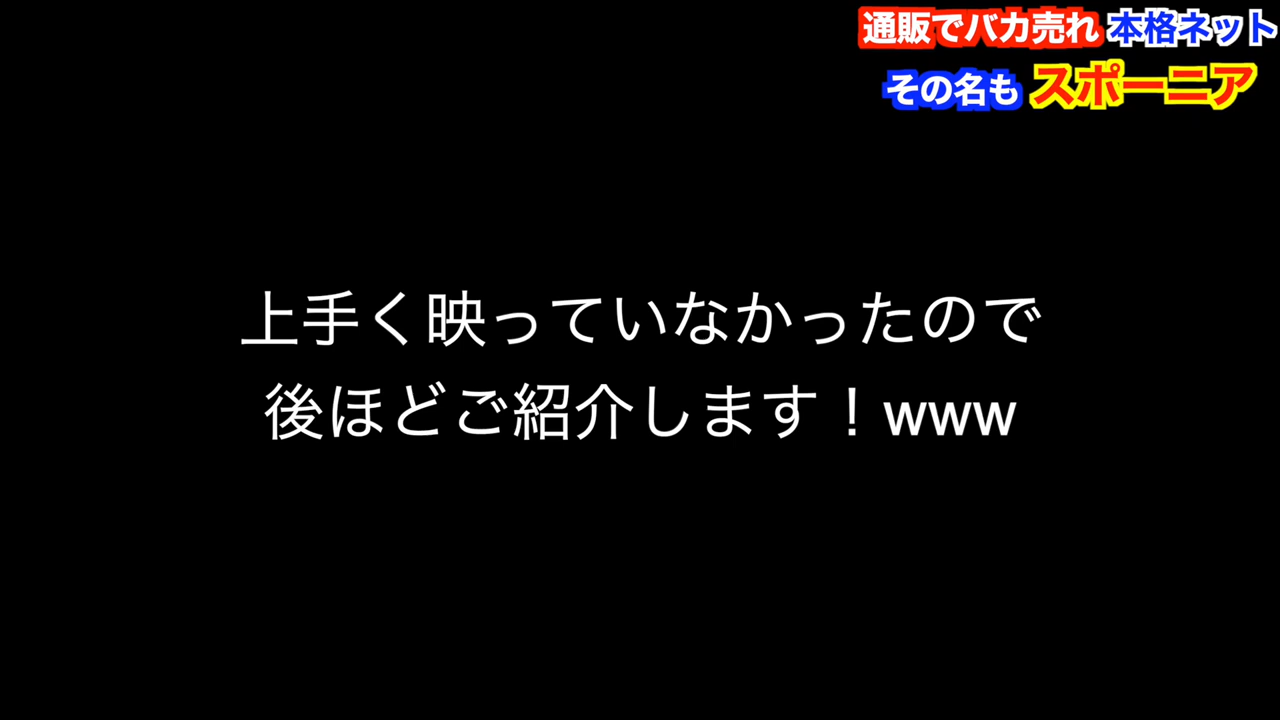 通販でバカ売れ 本格ネット
その名も スポーニア
上手く映っていなかったので
後ほどご紹介します！www